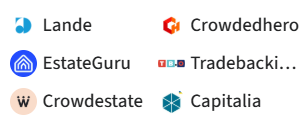 Lande Crowdedhero
EstateGuru Tradebacki...
Crowdestate Capitalia